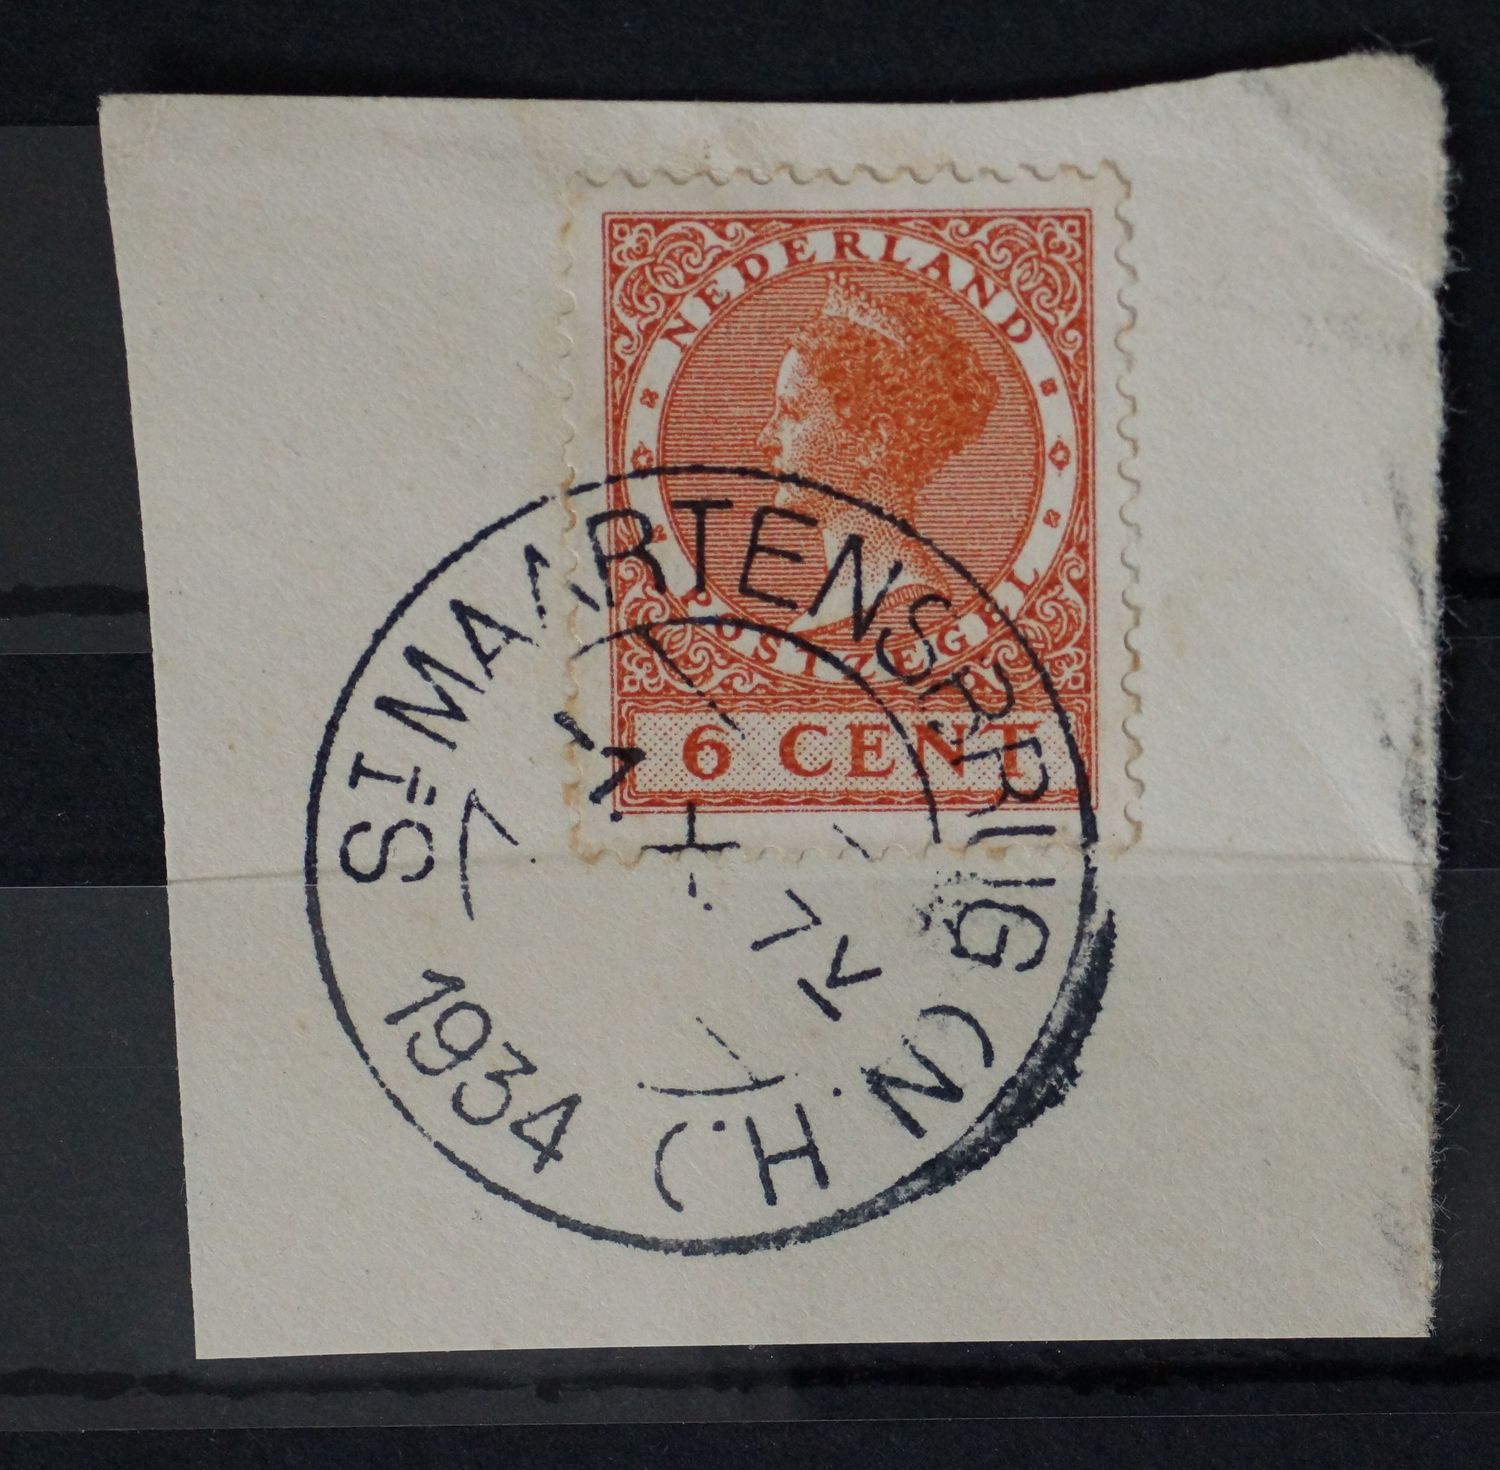 NEDERLAND
POSTZEGEL
6 CENT
ST MAARTENSBRUG (N.H.)
1934